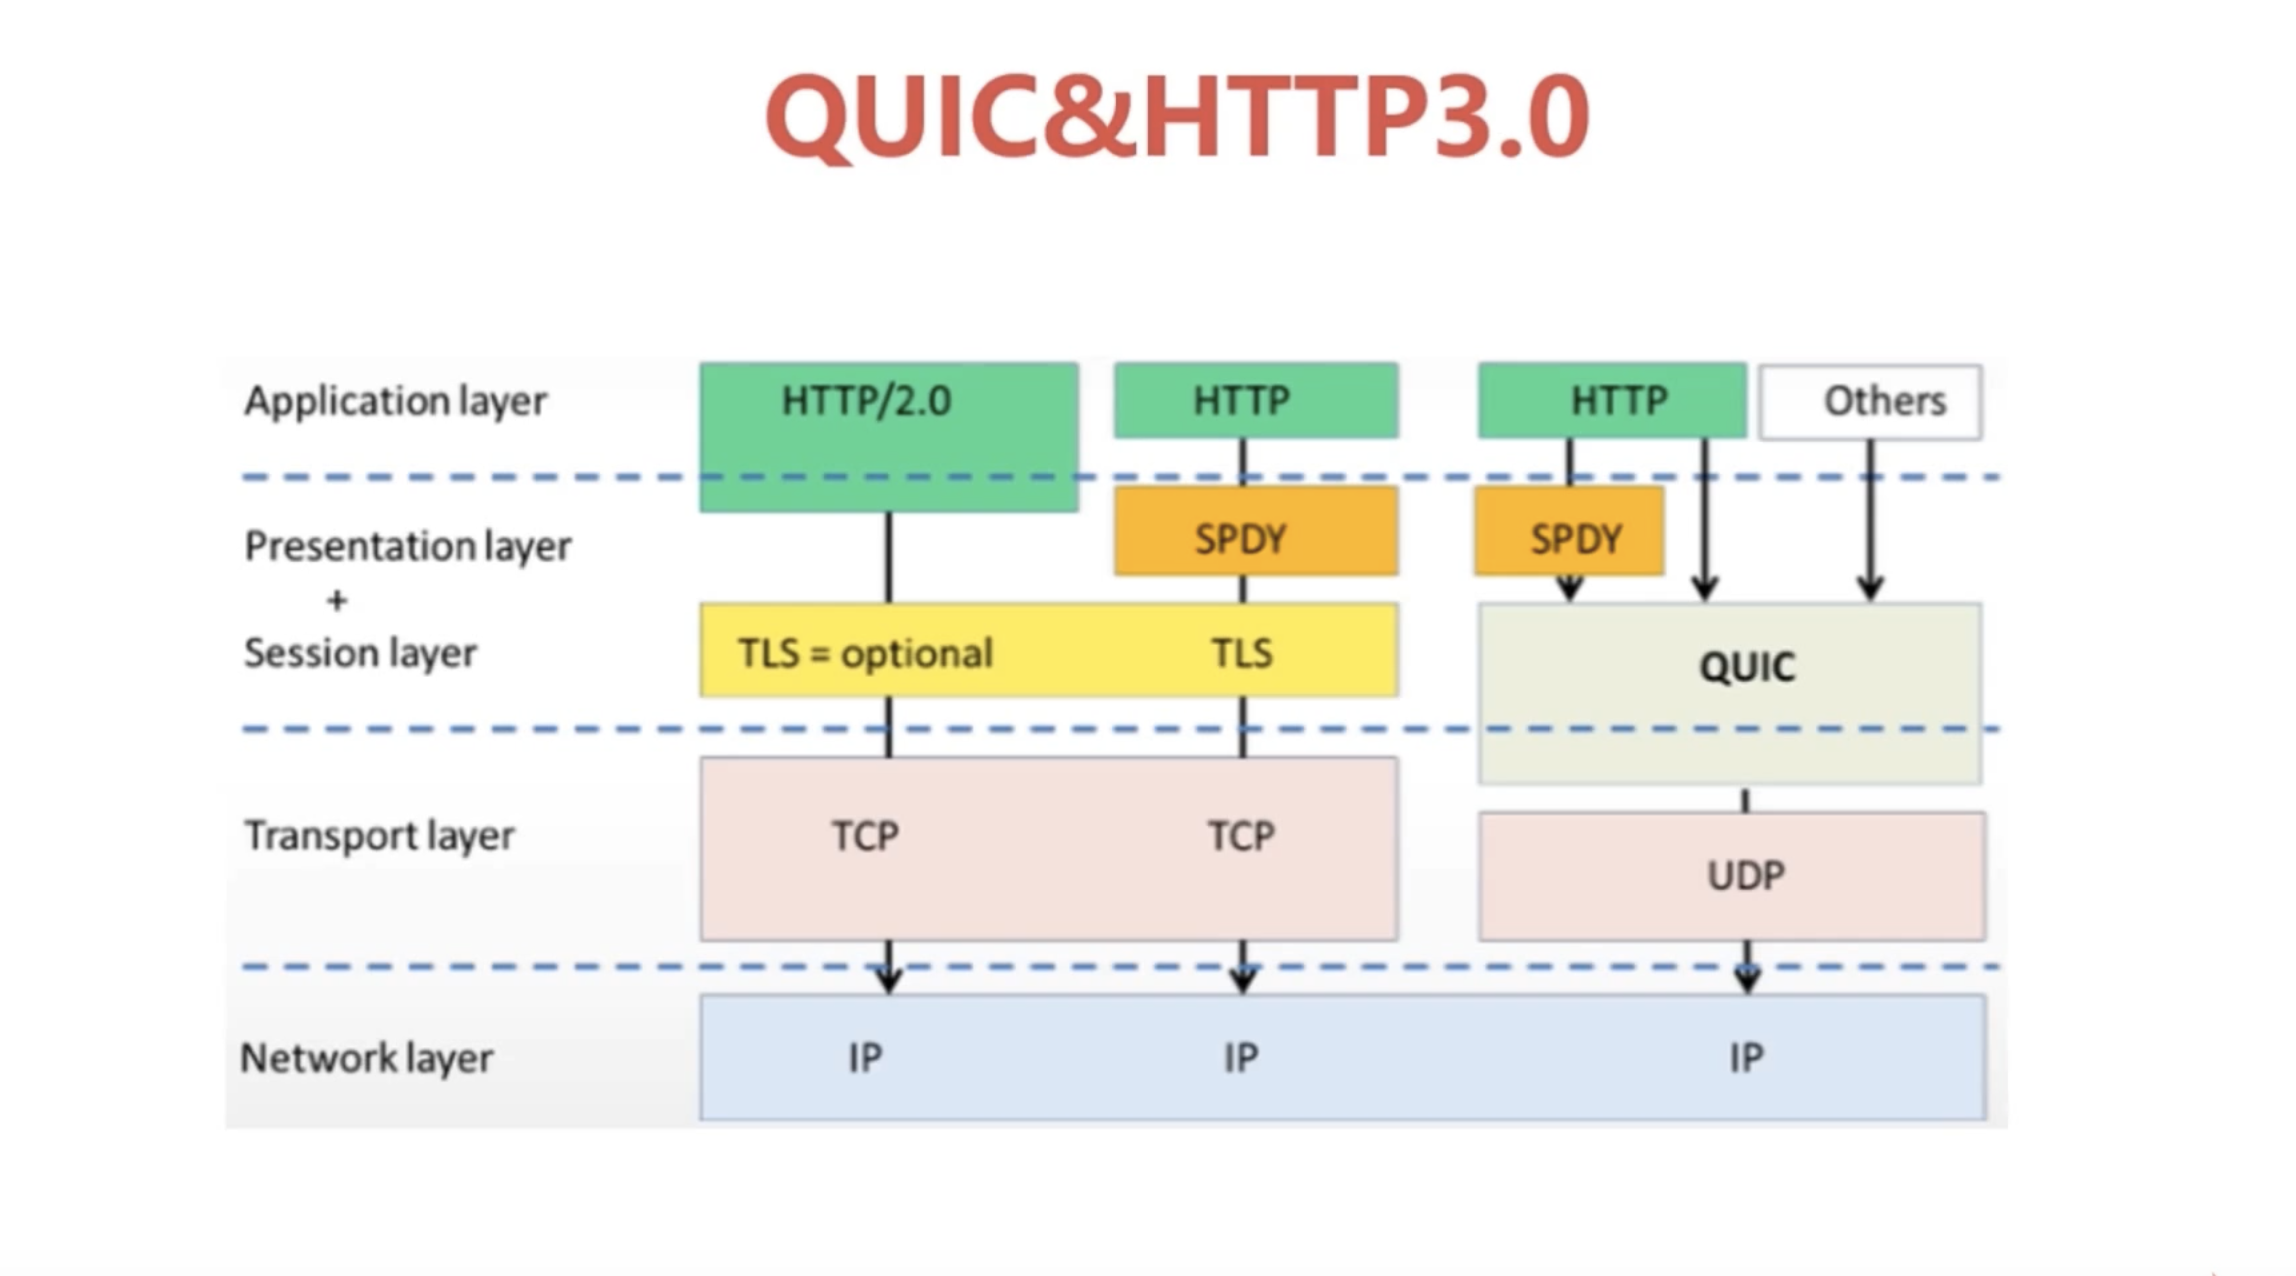 QUIC&HTTP3.0
Application layer HTTP/2.0 HTTP HTTP Others
Presentation layer SPDY SPDY
+
Session layer TLS = optional TLS QUIC
Transport layer TCP TCP UDP
Network layer IP IP IP